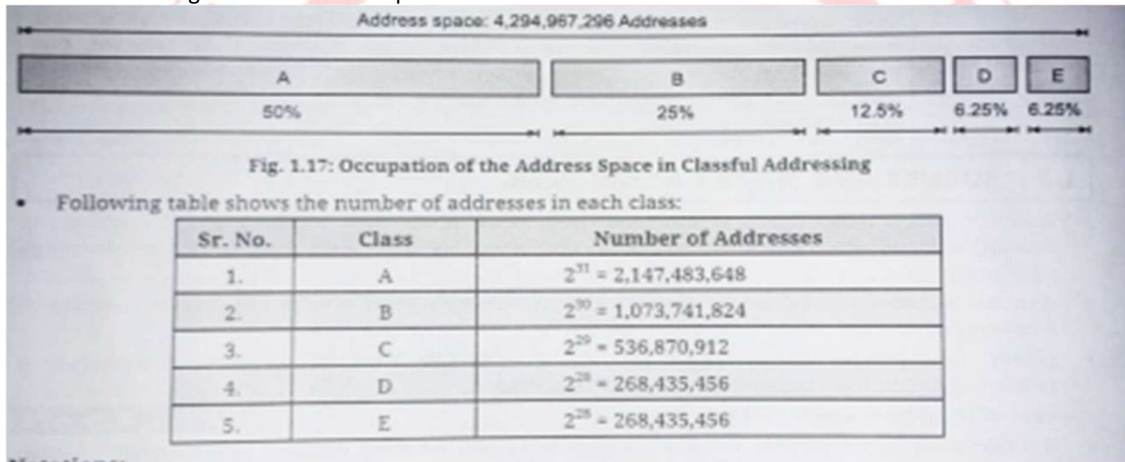 Address space: 4,294,967,296 Addresses
A B C D E
50% 25% 12.5% 6.25% 6.25%
Fig. 1.17: Occupation of the Address Space in Classful Addressing
• Following table shows the number of addresses in each class:
Sr. No. Class Number of Addresses
1. A 2³¹ = 2,147,483,648
2. B 2³⁰ = 1,073,741,824
3. C 2²⁹ = 536,870,912
4. D 2²⁸ = 268,435,456
5. E 2²⁸ = 268,435,456